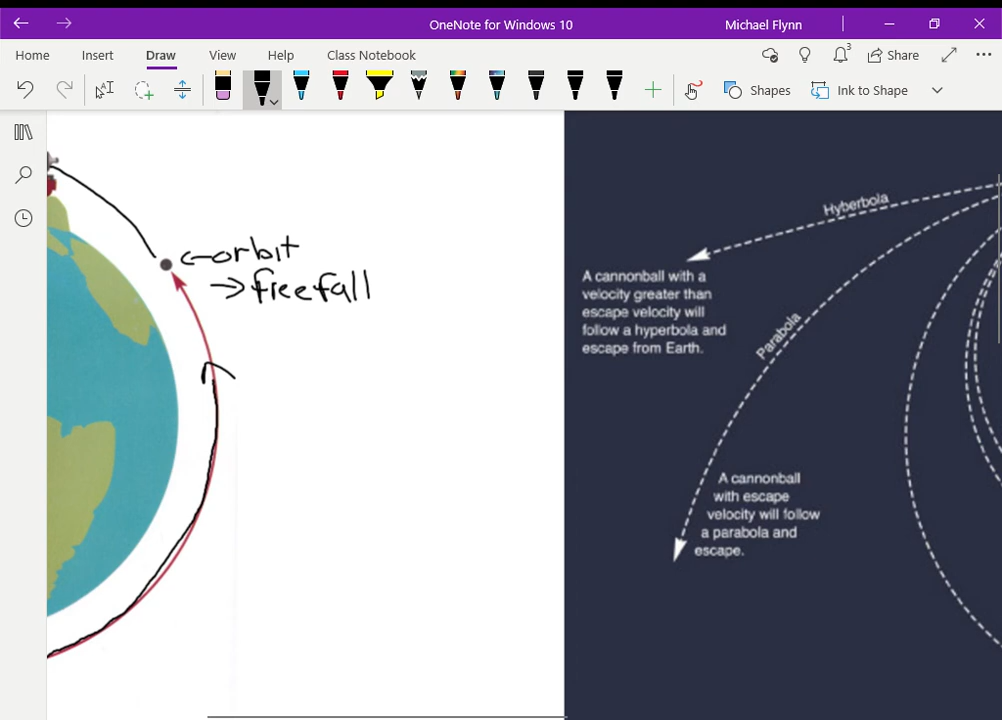 OneNote for Windows 10
Michael Flynn
Home
Insert
Draw
View
Help
Class Notebook
3
Share
Shapes
Ink to Shape
orbit
→ freefall
Hyberbola
A cannonball with a
velocity greater than
escape velocity will
follow a hyperbola and
escape from Earth.
Parabola
A cannonball
with escape
velocity will follow
a parabola and
escape.